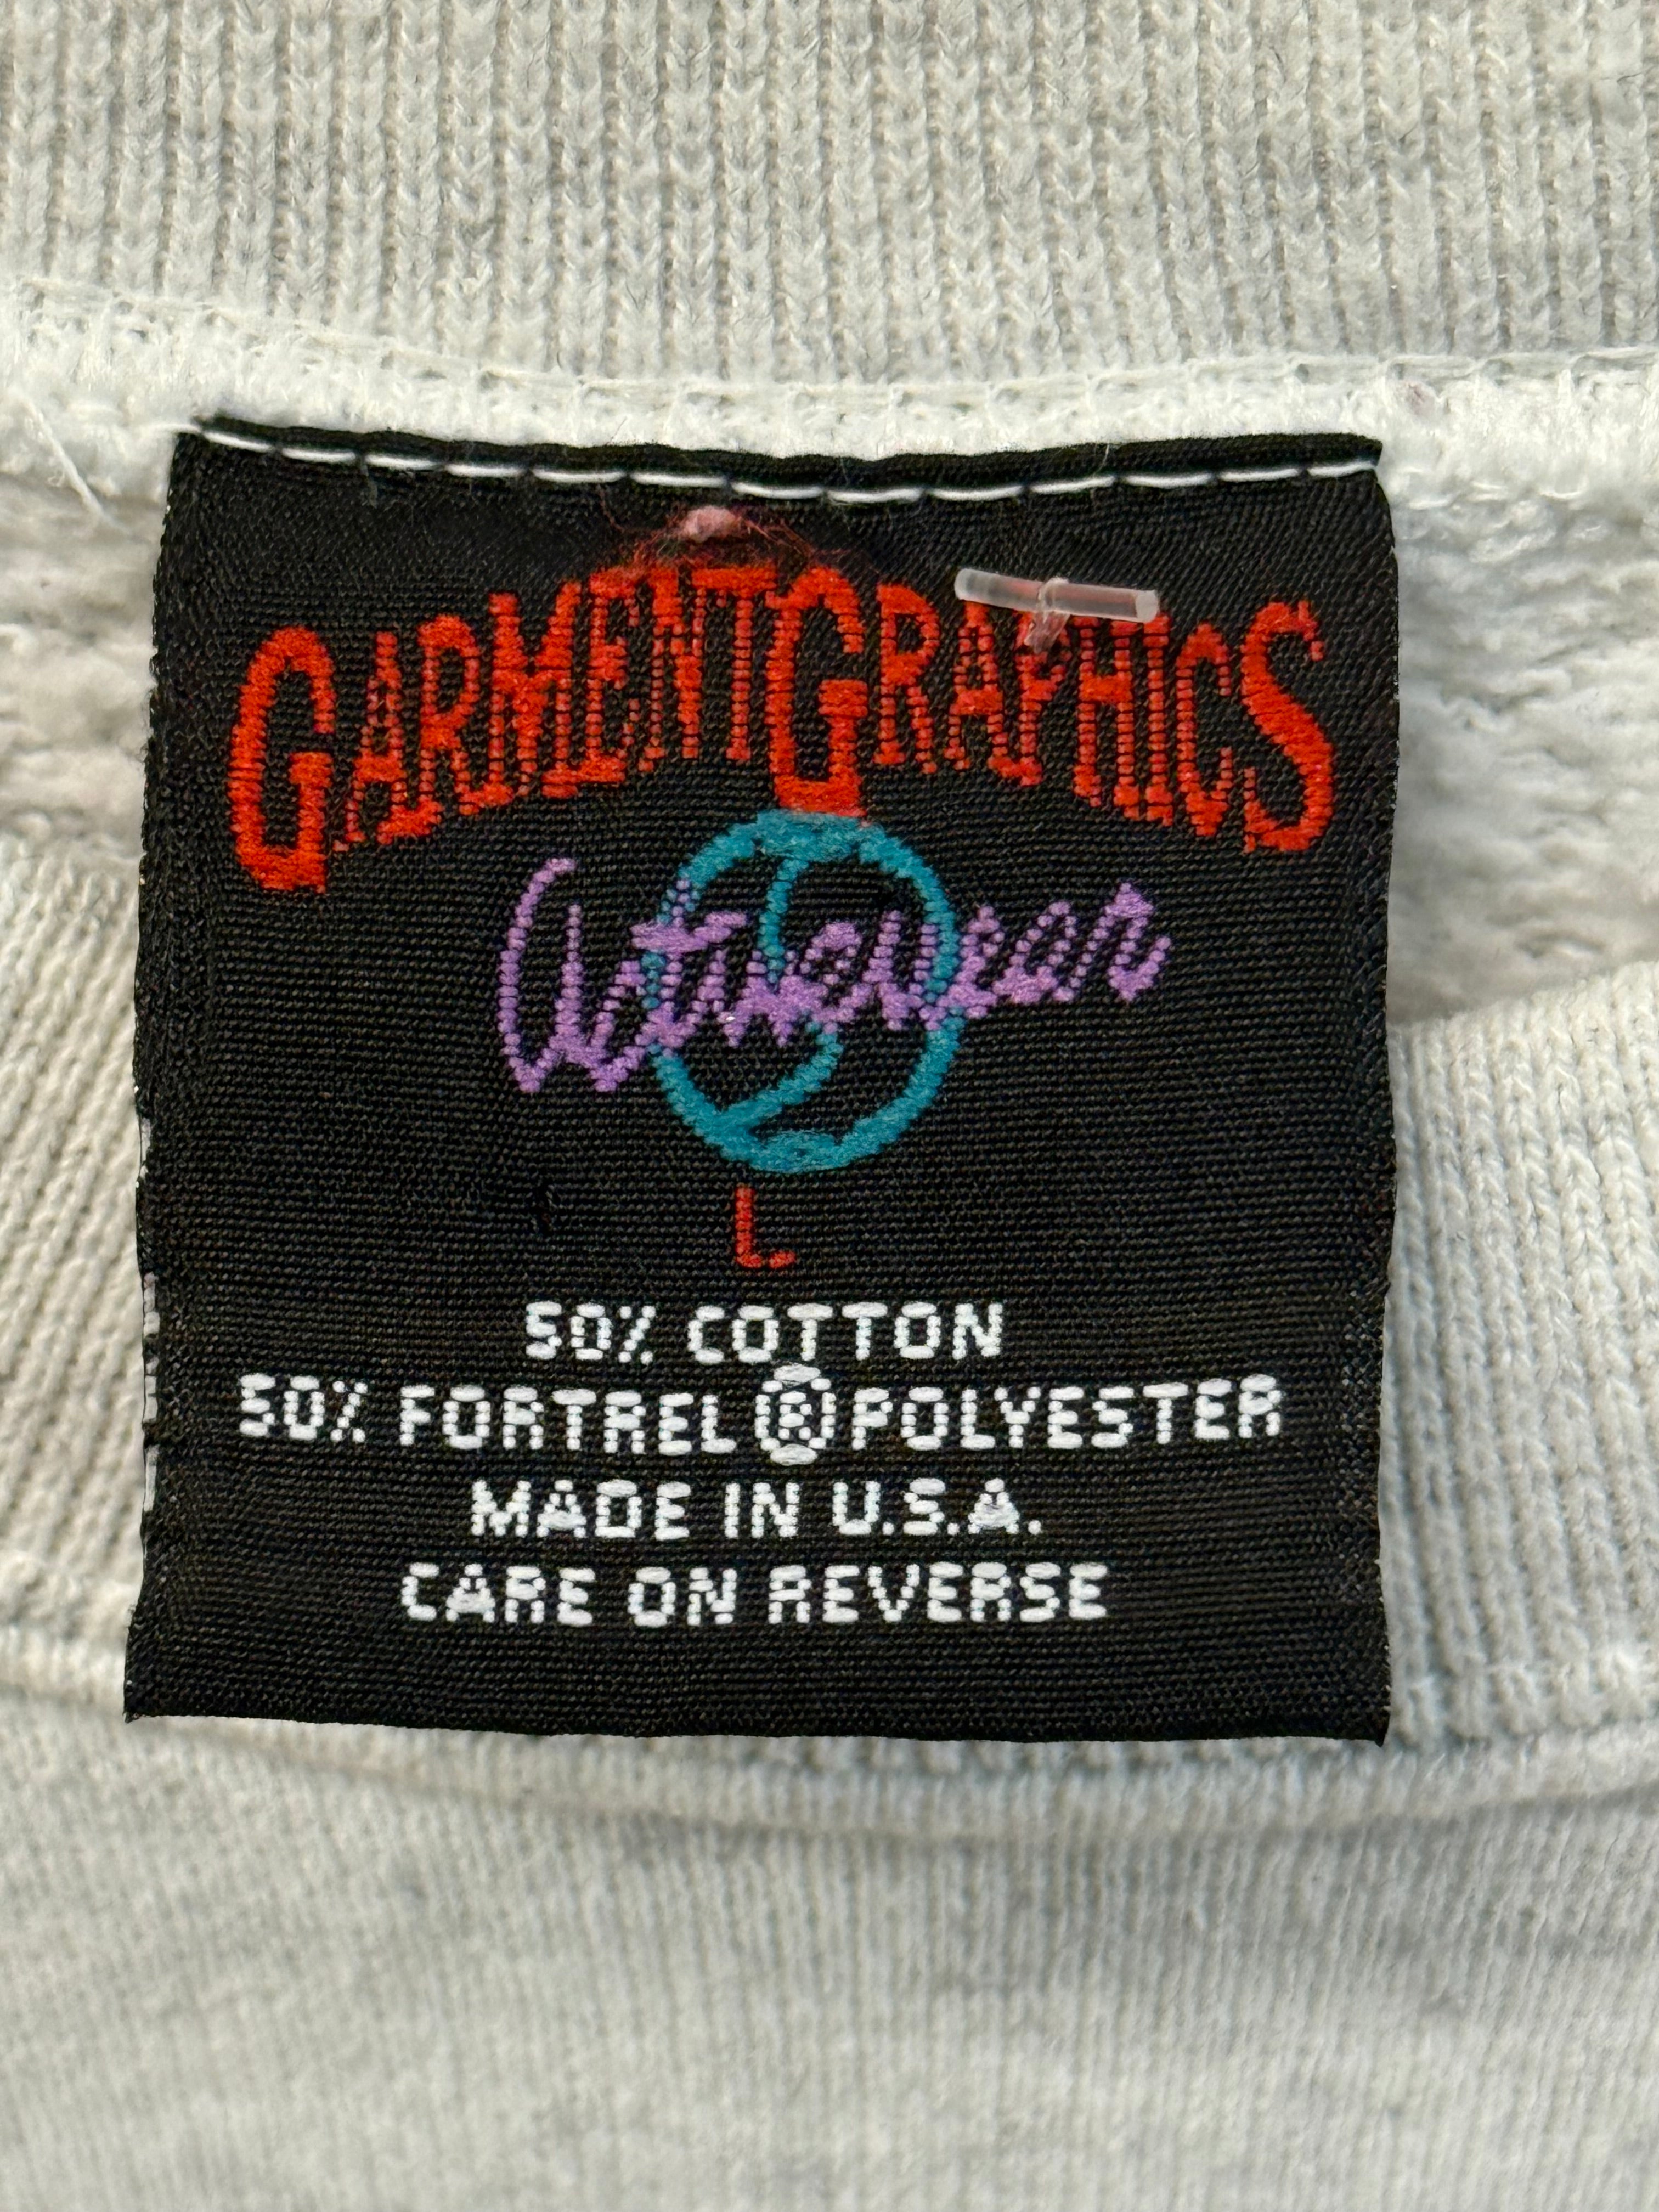 GARMENTGRAPHICS
Activewear
L
50% COTTON
50% FORTREL ® POLYESTER
MADE IN U.S.A.
CARE ON REVERSE